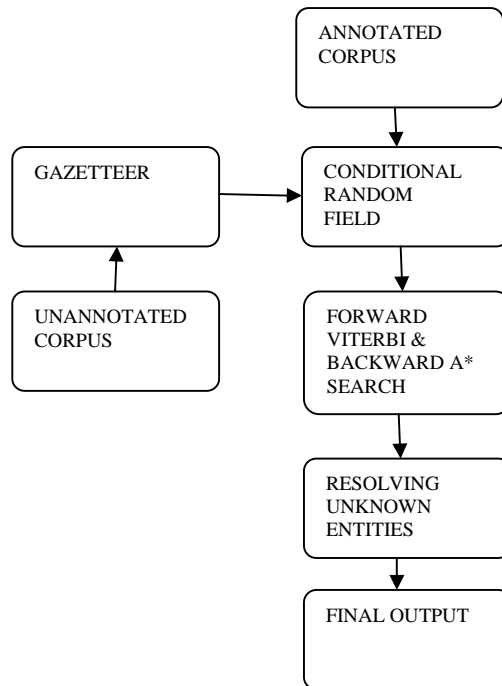 ANNOTATED
CORPUS
GAZETTEER
CONDITIONAL
RANDOM
FIELD
UNANNOTATED
CORPUS
FORWARD
VITERBI &
BACKWARD A*
SEARCH
RESOLVING
UNKNOWN
ENTITIES
FINAL OUTPUT